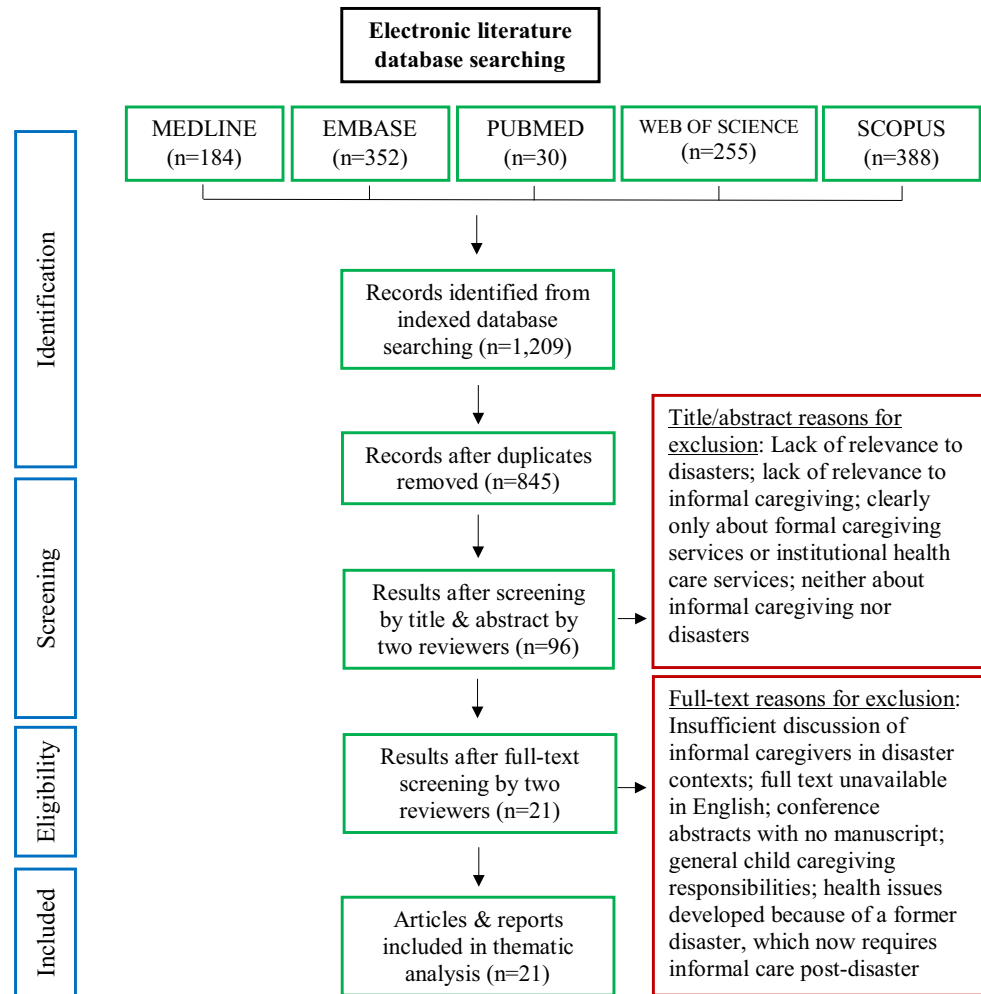 Electronic literature
database searching
MEDLINE
(n=184)
EMBASE
(n=352)
PUBMED
(n=30)
WEB OF SCIENCE
(n=255)
SCOPUS
(n=388)
Identification
Records identified from
indexed database
searching (n=1,209)
Records after duplicates
removed (n=845)
Screening
Results after screening
by title & abstract by
two reviewers (n=96)
Title/abstract reasons for
exclusion: Lack of relevance to
disasters; lack of relevance to
informal caregiving; clearly
only about formal caregiving
services or institutional health
care services; neither about
informal caregiving nor
disasters
Eligibility
Results after full-text
screening by two
reviewers (n=21)
Full-text reasons for exclusion:
Insufficient discussion of
informal caregivers in disaster
contexts; full text unavailable
in English; conference
abstracts with no manuscript;
general child caregiving
responsibilities; health issues
developed because of a former
disaster, which now requires
informal care post-disaster
Included
Articles & reports
included in thematic
analysis (n=21)